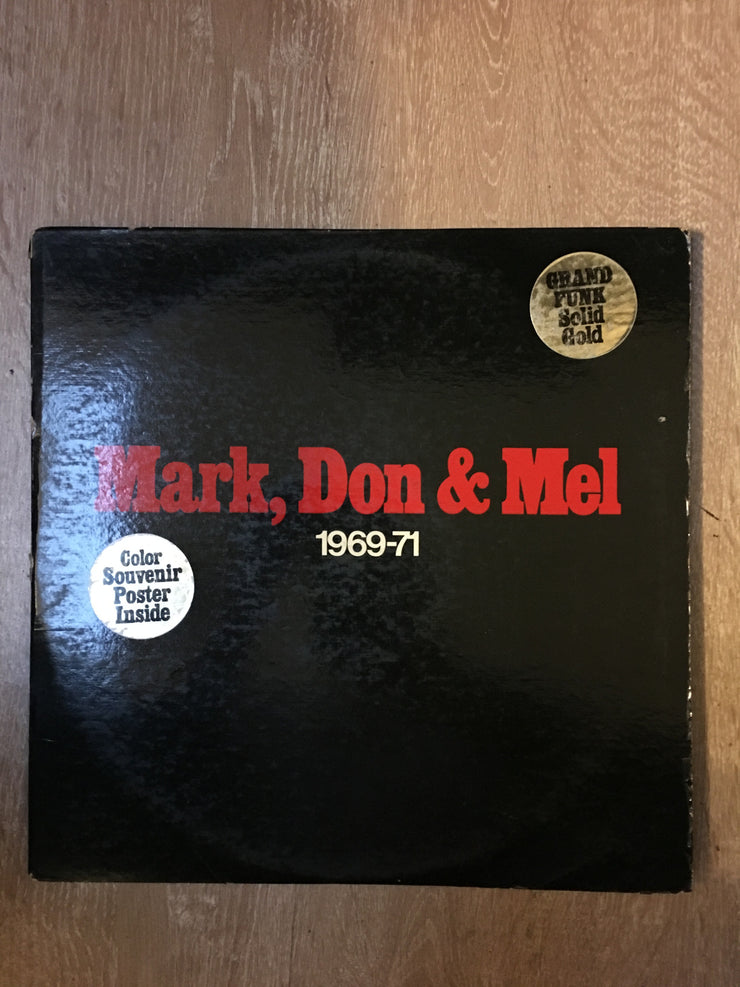 GRAND
FUNK
Solid
Gold
Mark, Don & Mel
1969-71
Color
Souvenir
Poster
Inside